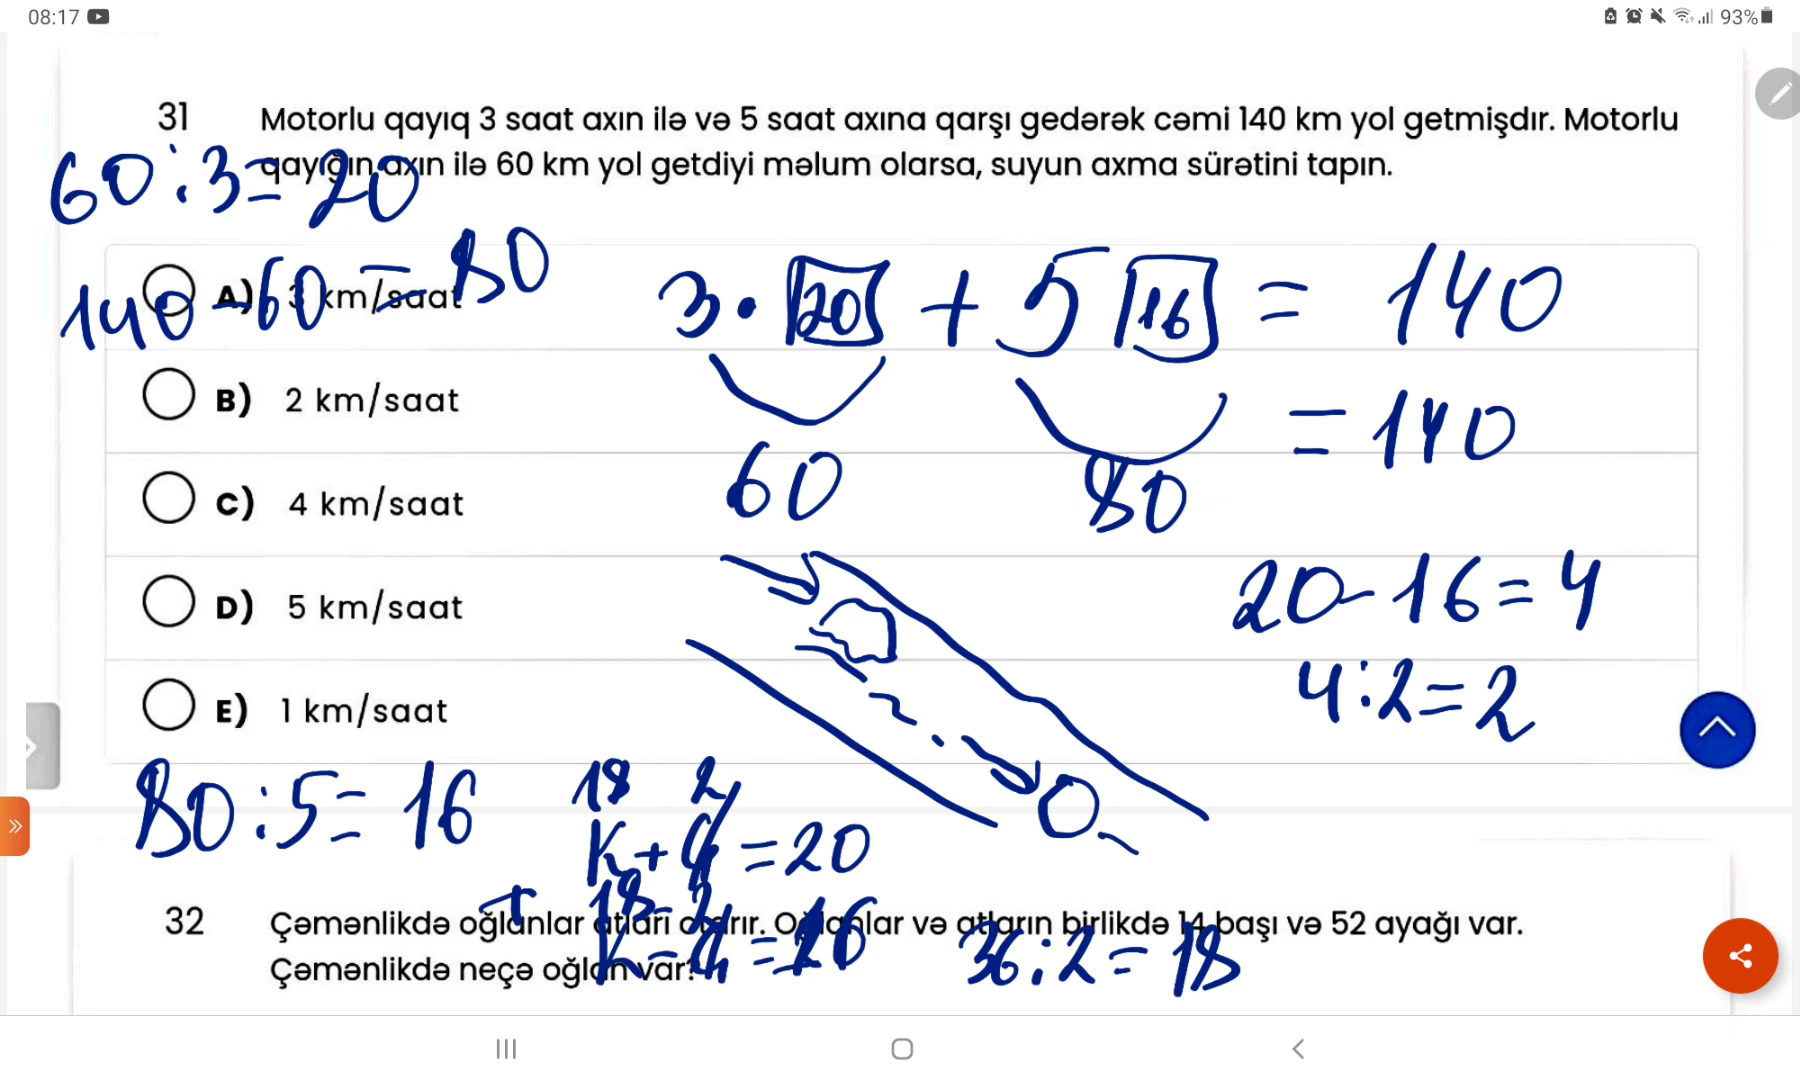 08:17
93%
31 Motorlu qayıq 3 saat axın ilə və 5 saat axına qarşı gedərək cəmi 140 km yol getmişdır. Motorlu
qayığın axın ilə 60 km yol getdiyi məlum olarsa, suyun axma sürətini tapın.
60:3=20
140-60=80
A) 3 km/saat
3·20+5 16=140
B) 2 km/saat
=140
60
80
C) 4 km/saat
D) 5 km/saat
20-16=4
E) 1 km/saat
4:2=2
80:5=16
18 2
K+a=20
+ 18-2
32 Çəmənlikdə oğlanlar atları otarır. Oğlanlar və atların birlikdə 14 başı və 52 ayağı var.
K-a=16
36:2=18
Çəmənlikdə neçə oğlan var?